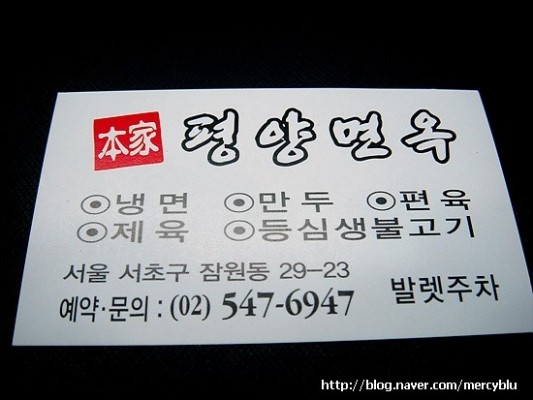 本家 평양면옥
⊙냉면 ⊙만두 ⊙편육
⊙제육 ⊙등심생불고기
서울 서초구 잠원동 29-23
예약·문의 : (02) 547-6947 발렛주차
http://blog.naver.com/mercyblu